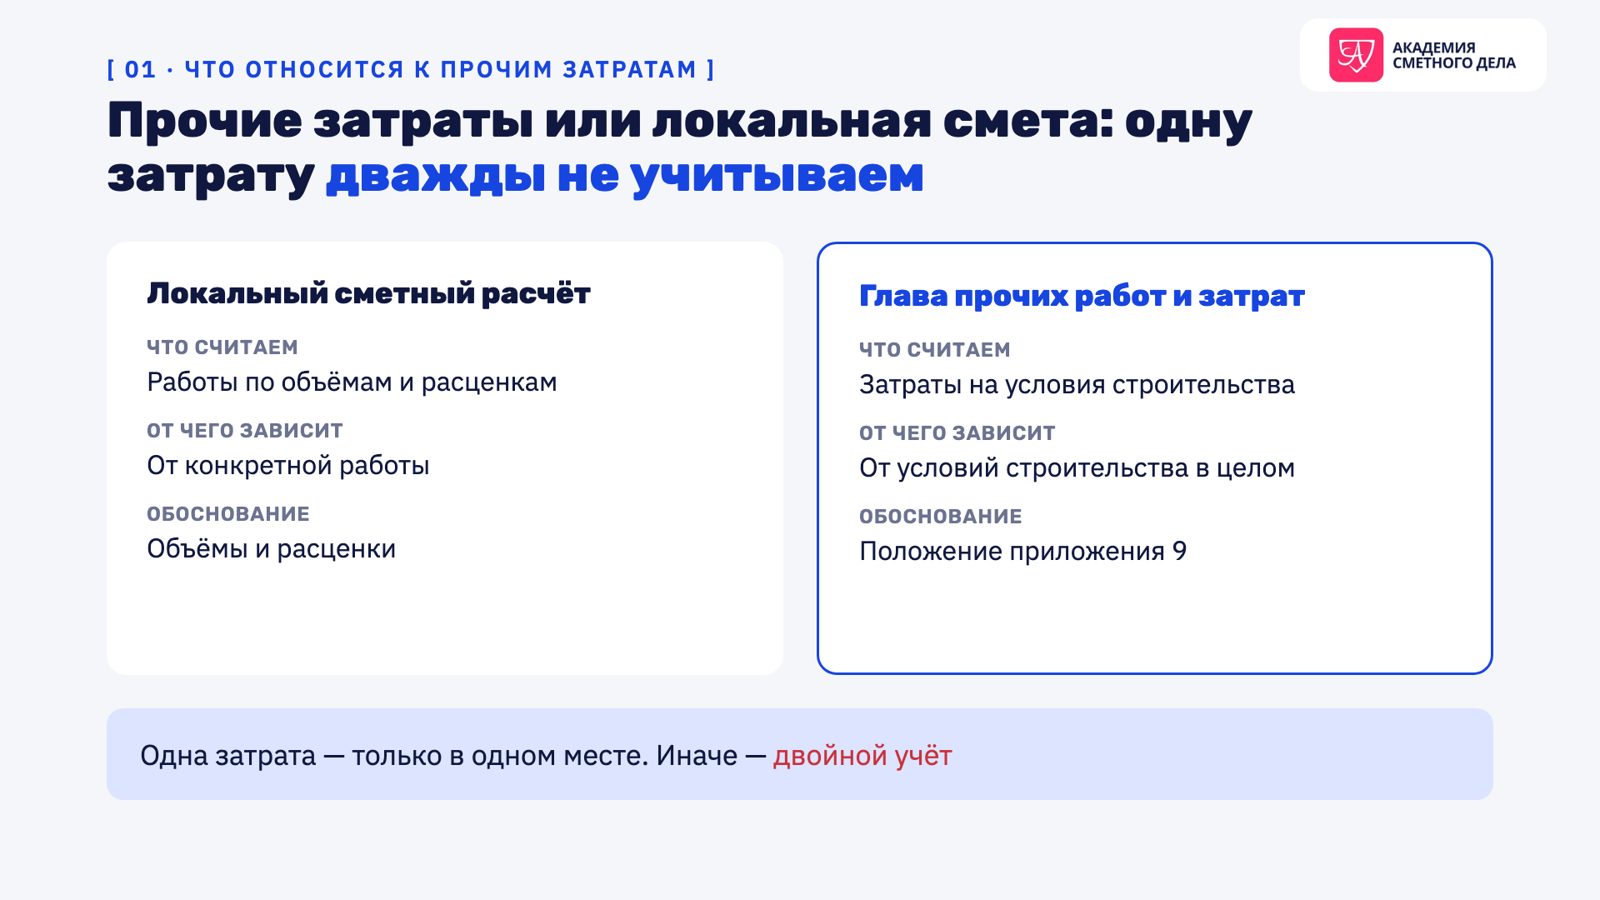 [ 01 · ЧТО ОТНОСИТСЯ К ПРОЧИМ ЗАТРАТАМ ]
АКАДЕМИЯ
СМЕТНОГО ДЕЛА
Прочие затраты или локальная смета: одну
затрату дважды не учитываем
Локальный сметный расчёт
ЧТО СЧИТАЕМ
Работы по объёмам и расценкам
ОТ ЧЕГО ЗАВИСИТ
От конкретной работы
ОБОСНОВАНИЕ
Объёмы и расценки
Глава прочих работ и затрат
ЧТО СЧИТАЕМ
Затраты на условия строительства
ОТ ЧЕГО ЗАВИСИТ
От условий строительства в целом
ОБОСНОВАНИЕ
Положение приложения 9
Одна затрата — только в одном месте. Иначе — двойной учёт